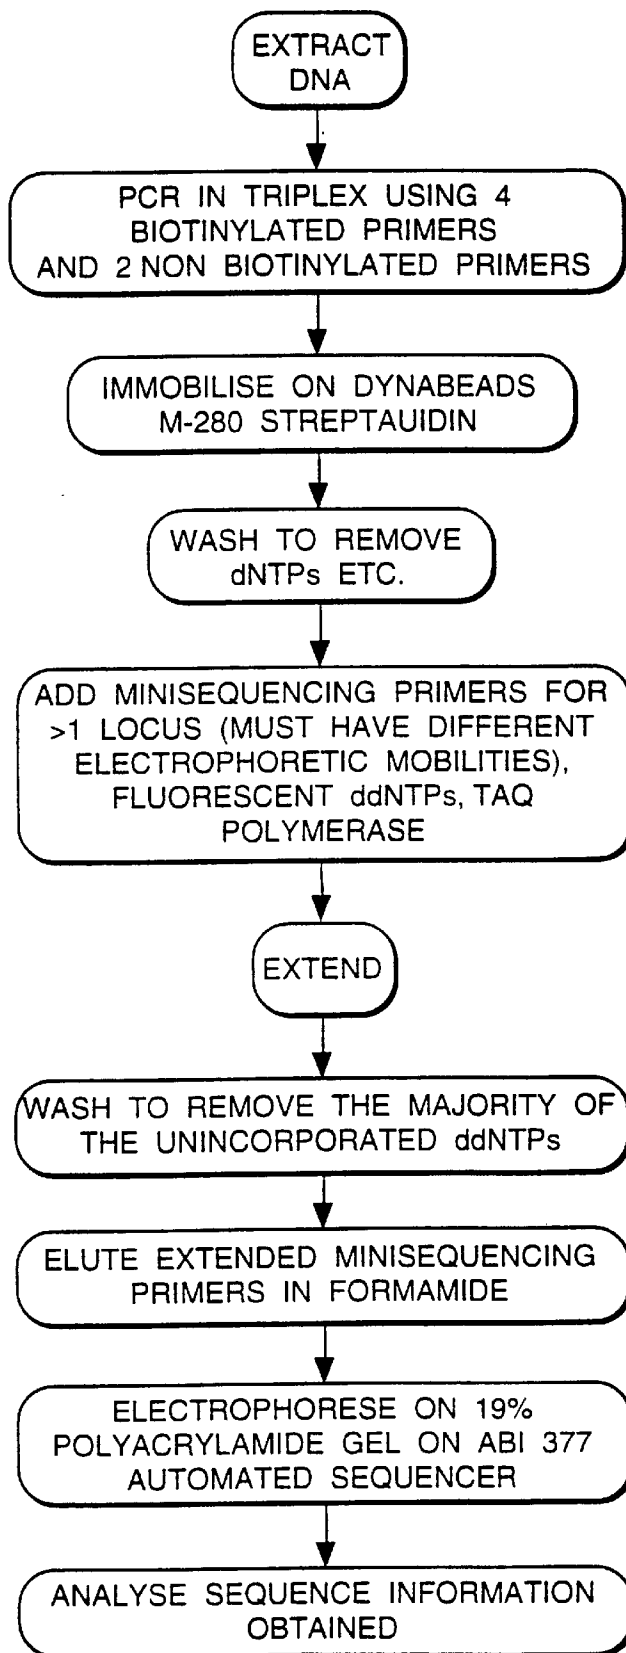 EXTRACT
DNA
PCR IN TRIPLEX USING 4
BIOTINYLATED PRIMERS
AND 2 NON BIOTINYLATED PRIMERS
IMMOBILISE ON DYNABEADS
M-280 STREPTAUIDIN
WASH TO REMOVE
dNTPs ETC.
ADD MINISEQUENCING PRIMERS FOR
>1 LOCUS (MUST HAVE DIFFERENT
ELECTROPHORETIC MOBILITIES),
FLUORESCENT ddNTPs, TAQ
POLYMERASE
EXTEND
WASH TO REMOVE THE MAJORITY OF
THE UNINCORPORATED ddNTPs
ELUTE EXTENDED MINISEQUENCING
PRIMERS IN FORMAMIDE
ELECTROPHORESE ON 19%
POLYACRYLAMIDE GEL ON ABI 377
AUTOMATED SEQUENCER
ANALYSE SEQUENCE INFORMATION
OBTAINED